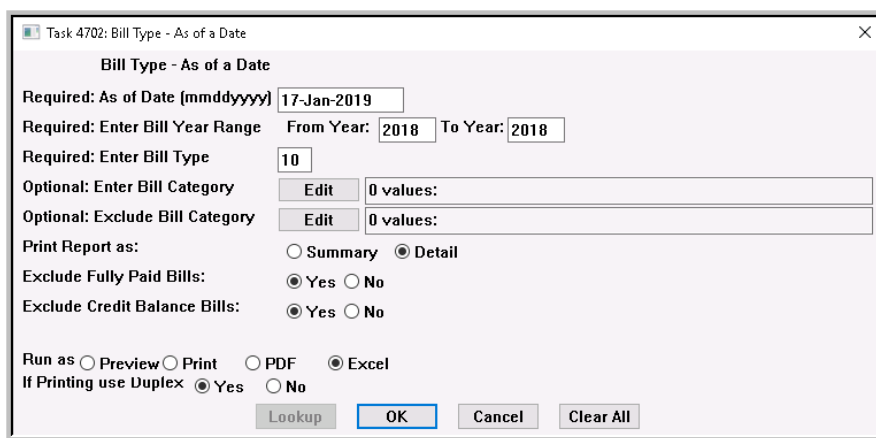 Task 4702: Bill Type - As of a Date
Bill Type - As of a Date
Required: As of Date (mmddyyyy) 17-Jan-2019
Required: Enter Bill Year Range From Year: 2018 To Year: 2018
Required: Enter Bill Type 10
Optional: Enter Bill Category Edit 0 values:
Optional: Exclude Bill Category Edit 0 values:
Print Report as: Summary Detail
Exclude Fully Paid Bills: Yes No
Exclude Credit Balance Bills: Yes No
Run as Preview Print PDF Excel
If Printing use Duplex Yes No
Lookup OK Cancel Clear All